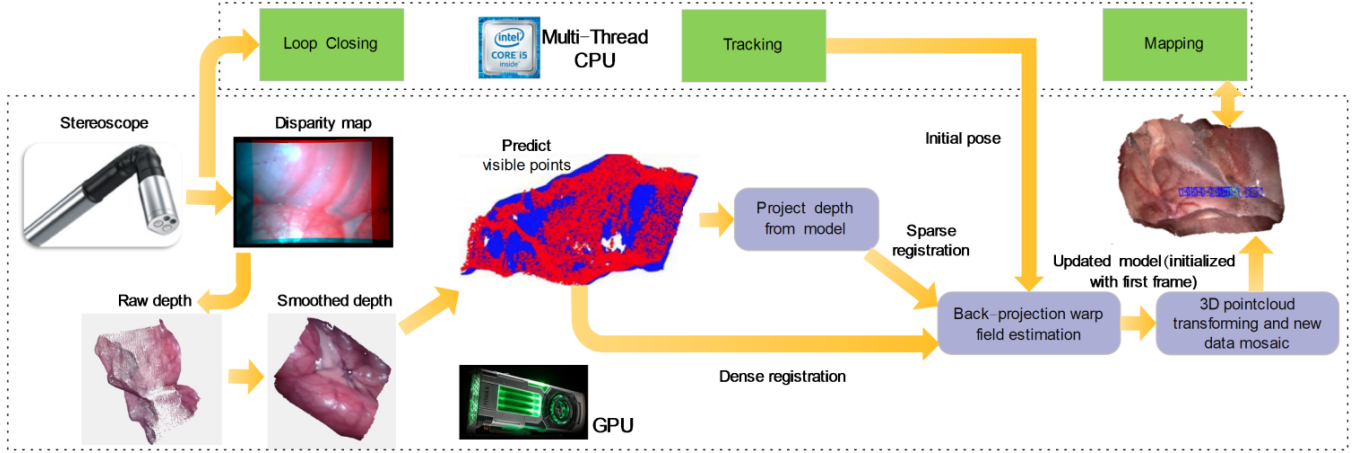 Loop Closing
intel
CORE i5
inside
Multi-Thread
CPU
Tracking
Mapping
Stereoscope
Disparity map
Predict
visible points
Initial pose
Project depth
from model
Sparse
registration
Updated model (initialized
with first frame)
Raw depth
Smoothed depth
Back-projection warp
field estimation
3D pointcloud
transforming and new
data mosaic
Dense registration
GPU